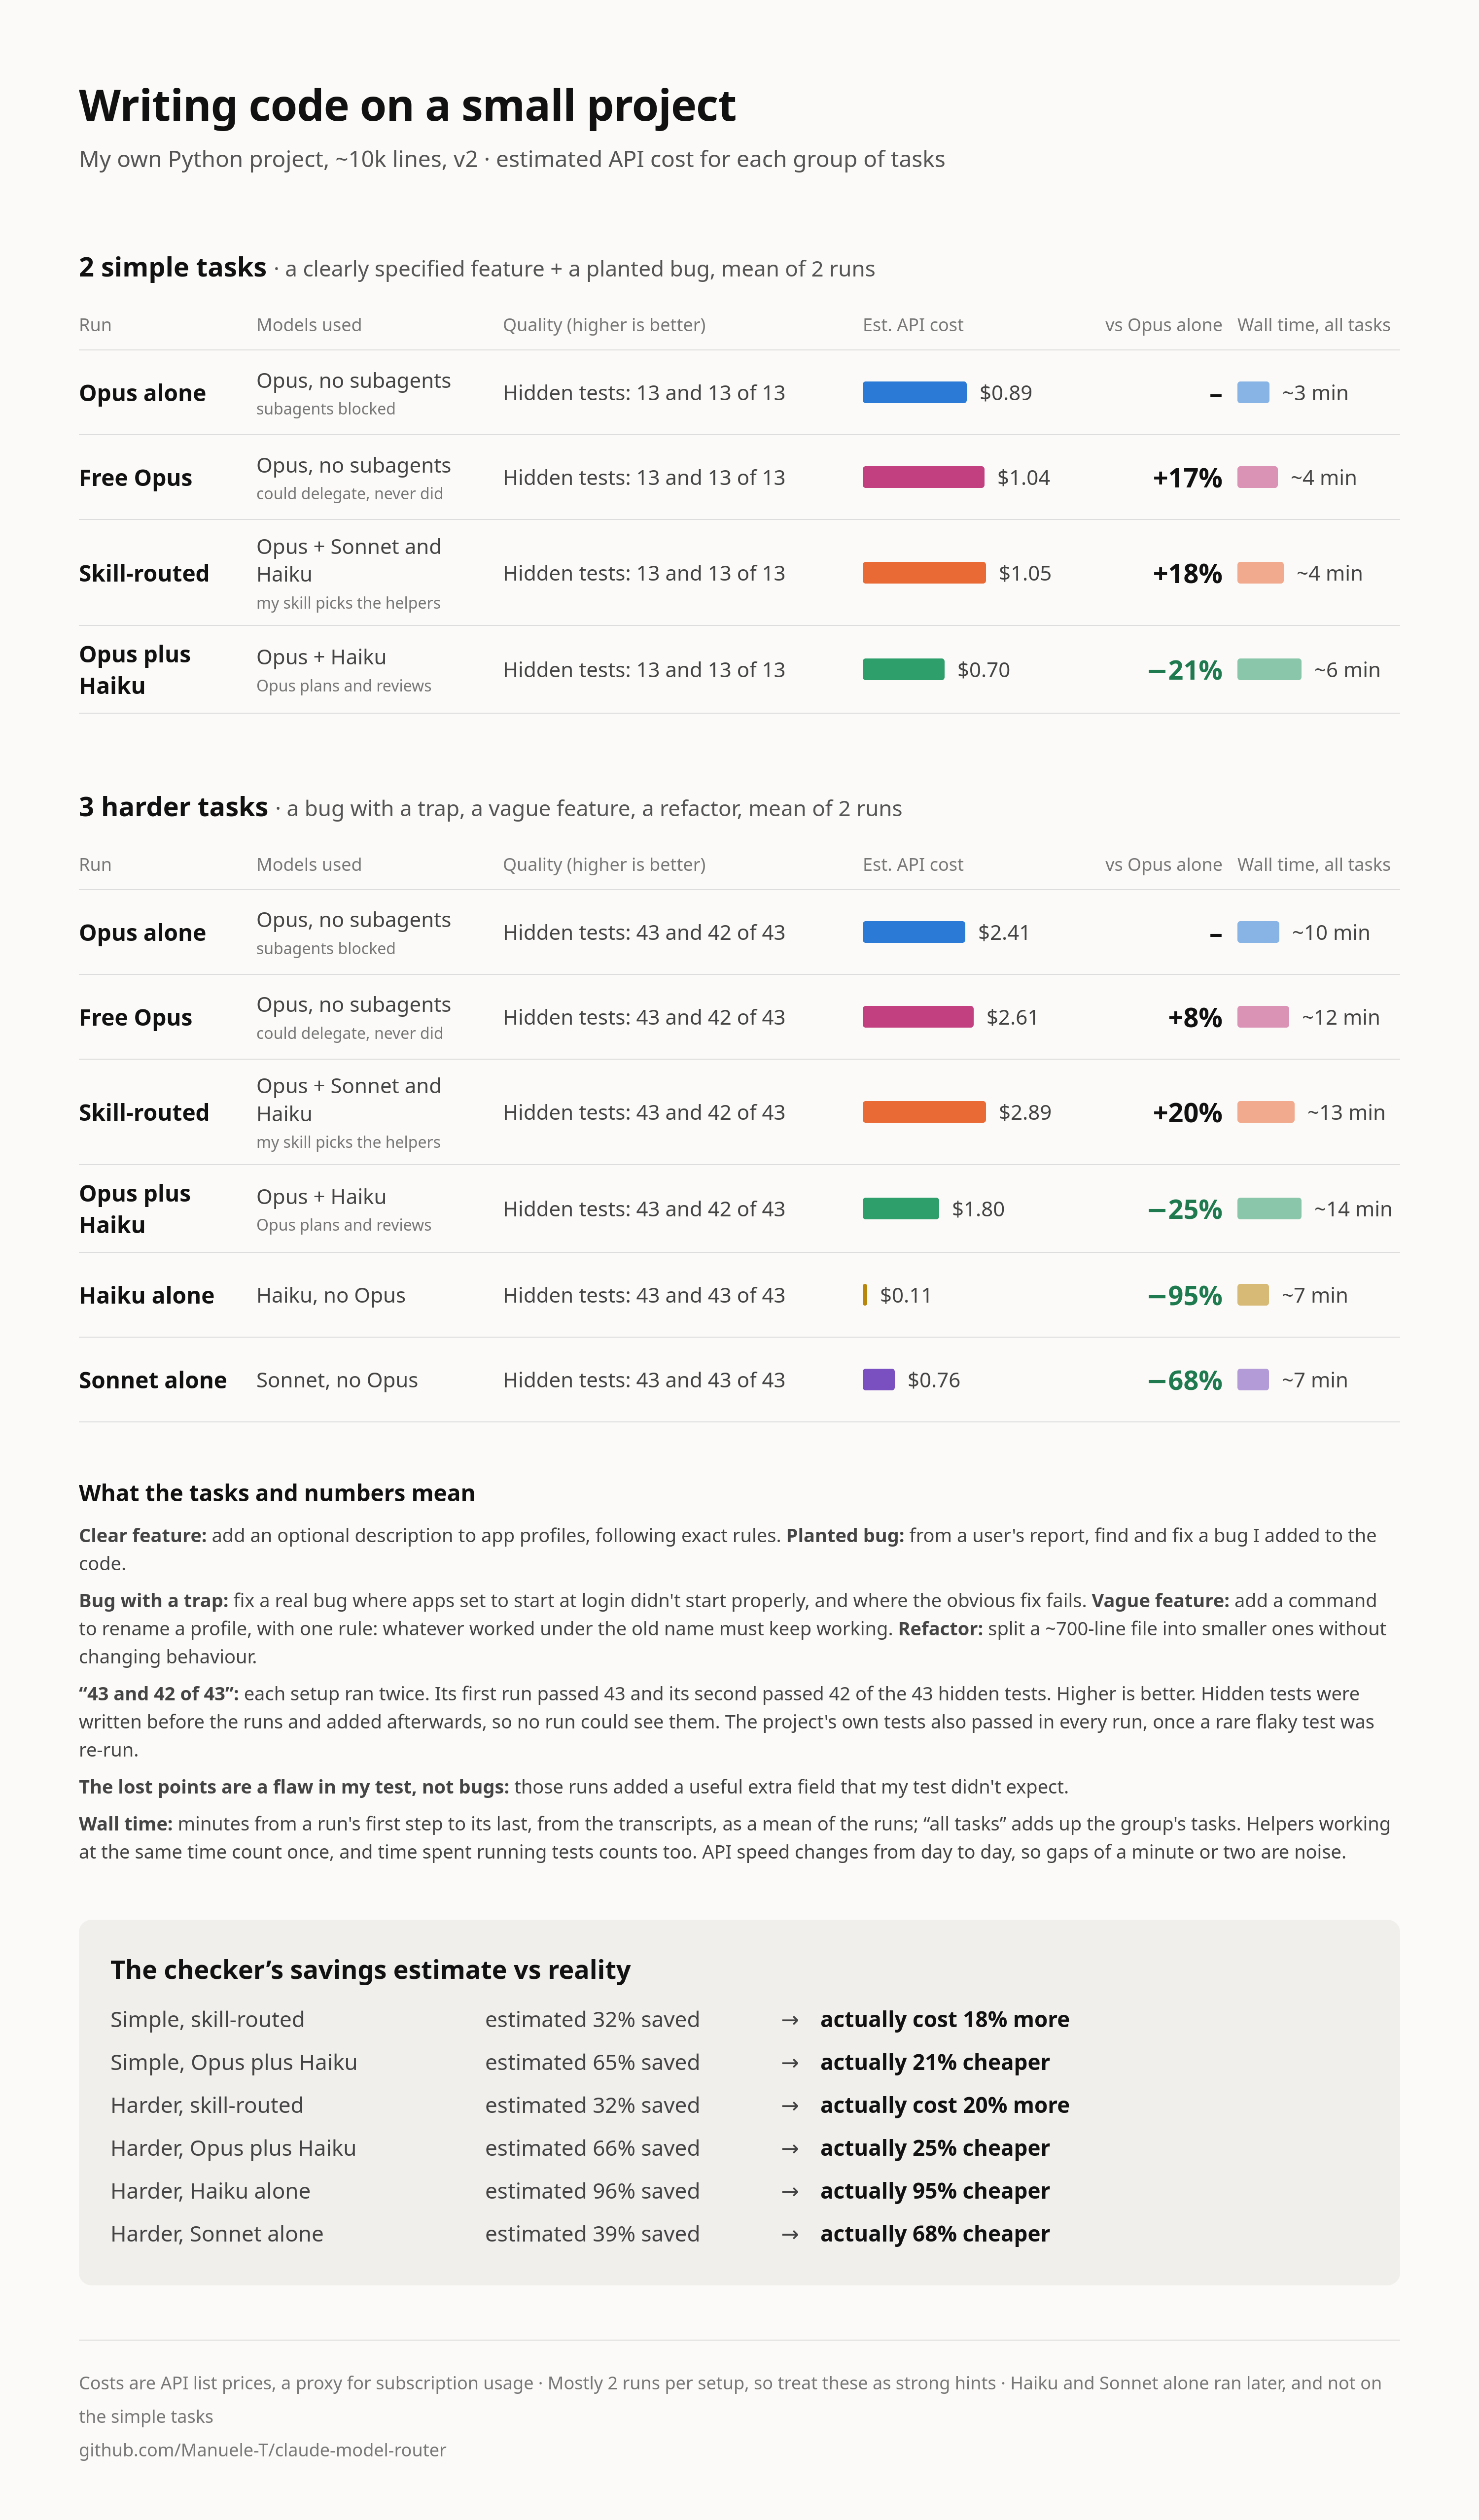 Writing code on a small project
My own Python project, ~10k lines, v2 · estimated API cost for each group of tasks
2 simple tasks · a clearly specified feature + a planted bug, mean of 2 runs
Run Models used Quality (higher is better) Est. API cost vs Opus alone Wall time, all tasks
Opus alone Opus, no subagents Hidden tests: 13 and 13 of 13 $0.89 – ~3 min
subagents blocked
Free Opus Opus, no subagents Hidden tests: 13 and 13 of 13 $1.04 +17% ~4 min
could delegate, never did
Skill-routed Opus + Sonnet and
Haiku Hidden tests: 13 and 13 of 13 $1.05 +18% ~4 min
my skill picks the helpers
Opus plus
Haiku Opus + Haiku Hidden tests: 13 and 13 of 13 $0.70 −21% ~6 min
Opus plans and reviews
3 harder tasks · a bug with a trap, a vague feature, a refactor, mean of 2 runs
Run Models used Quality (higher is better) Est. API cost vs Opus alone Wall time, all tasks
Opus alone Opus, no subagents Hidden tests: 43 and 42 of 43 $2.41 – ~10 min
subagents blocked
Free Opus Opus, no subagents Hidden tests: 43 and 42 of 43 $2.61 +8% ~12 min
could delegate, never did
Skill-routed Opus + Sonnet and
Haiku Hidden tests: 43 and 42 of 43 $2.89 +20% ~13 min
my skill picks the helpers
Opus plus
Haiku Opus + Haiku Hidden tests: 43 and 42 of 43 $1.80 −25% ~14 min
Opus plans and reviews
Haiku alone Haiku, no Opus Hidden tests: 43 and 43 of 43 $0.11 −95% ~7 min
Sonnet alone Sonnet, no Opus Hidden tests: 43 and 43 of 43 $0.76 −68% ~7 min
What the tasks and numbers mean
Clear feature: add an optional description to app profiles, following exact rules. Planted bug: from a user's report, find and fix a bug I added to the
code.
Bug with a trap: fix a real bug where apps set to start at login didn't start properly, and where the obvious fix fails. Vague feature: add a command
to rename a profile, with one rule: whatever worked under the old name must keep working. Refactor: split a ~700-line file into smaller ones without
changing behaviour.
“43 and 42 of 43”: each setup ran twice. Its first run passed 43 and its second passed 42 of the 43 hidden tests. Higher is better. Hidden tests were
written before the runs and added afterwards, so no run could see them. The project's own tests also passed in every run, once a rare flaky test was
re-run.
The lost points are a flaw in my test, not bugs: those runs added a useful extra field that my test didn't expect.
Wall time: minutes from a run's first step to its last, from the transcripts, as a mean of the runs; “all tasks” adds up the group's tasks. Helpers working
at the same time count once, and time spent running tests counts too. API speed changes from day to day, so gaps of a minute or two are noise.
The checker’s savings estimate vs reality
Simple, skill-routed estimated 32% saved → actually cost 18% more
Simple, Opus plus Haiku estimated 65% saved → actually 21% cheaper
Harder, skill-routed estimated 32% saved → actually cost 20% more
Harder, Opus plus Haiku estimated 66% saved → actually 25% cheaper
Harder, Haiku alone estimated 96% saved → actually 95% cheaper
Harder, Sonnet alone estimated 39% saved → actually 68% cheaper
Costs are API list prices, a proxy for subscription usage · Mostly 2 runs per setup, so treat these as strong hints · Haiku and Sonnet alone ran later, and not on
the simple tasks
github.com/Manuele-T/claude-model-router